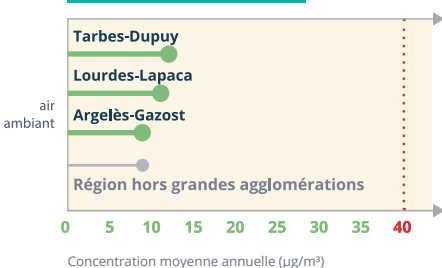 Tarbes-Dupuy
Lourdes-Lapaca
Argelès-Gazost
air
ambiant
Région hors grandes agglomérations
0 5 10 15 20 25 30 35 40
Concentration moyenne annuelle (µg/m³)